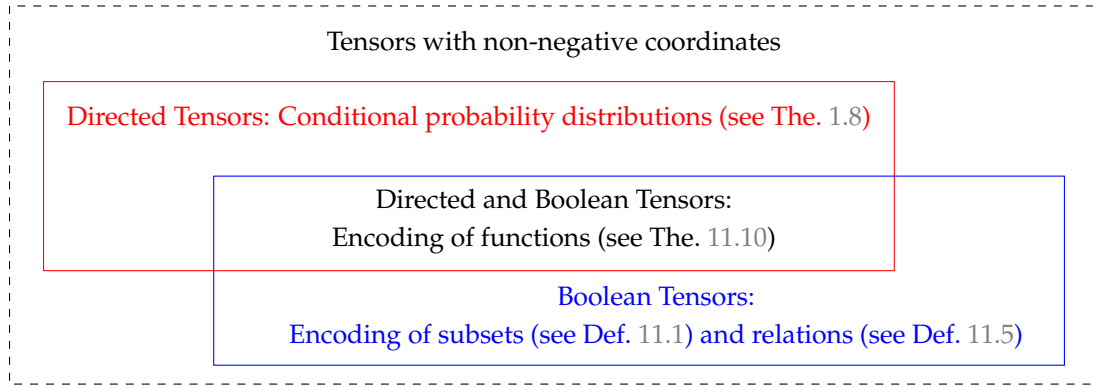 Tensors with non-negative coordinates
Directed Tensors: Conditional probability distributions (see The. 1.8)
Directed and Boolean Tensors:
Encoding of functions (see The. 11.10)
Boolean Tensors:
Encoding of subsets (see Def. 11.1) and relations (see Def. 11.5)